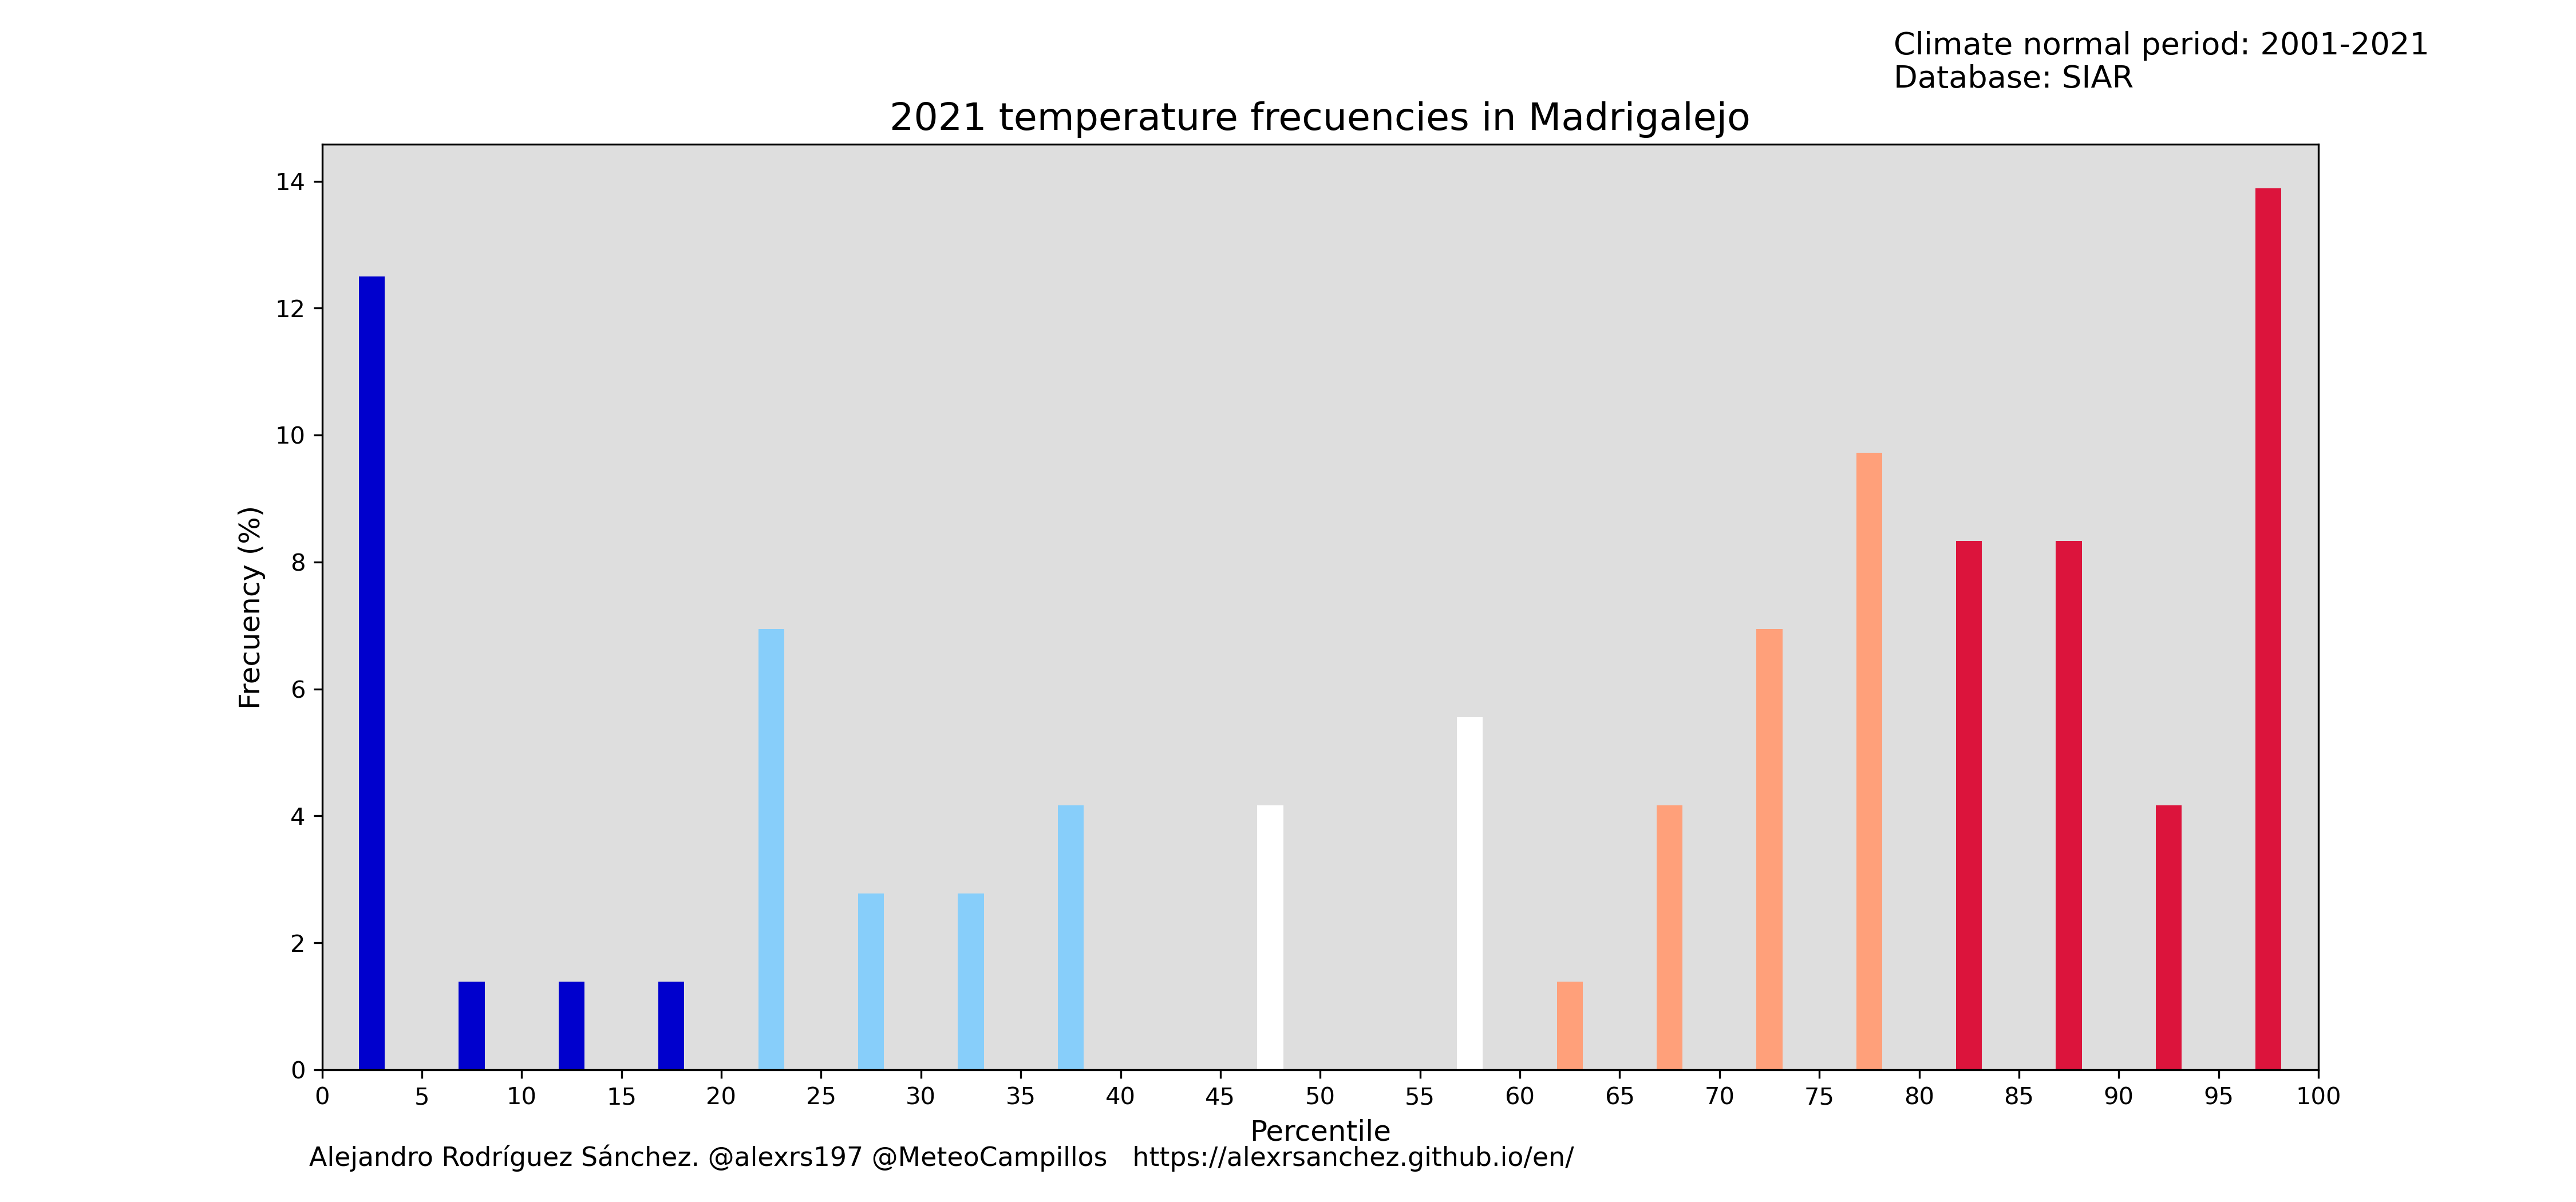 Climate normal period: 2001-2021
Database: SIAR
2021 temperature frecuencies in Madrigalejo
14
12
10
8
6
4
2
0
Frecuency (%)
0 5 10 15 20 25 30 35 40 45 50 55 60 65 70 75 80 85 90 95 100
Percentile
Alejandro Rodríguez Sánchez. @alexrs197 @MeteoCampillos https://alexrsanchez.github.io/en/